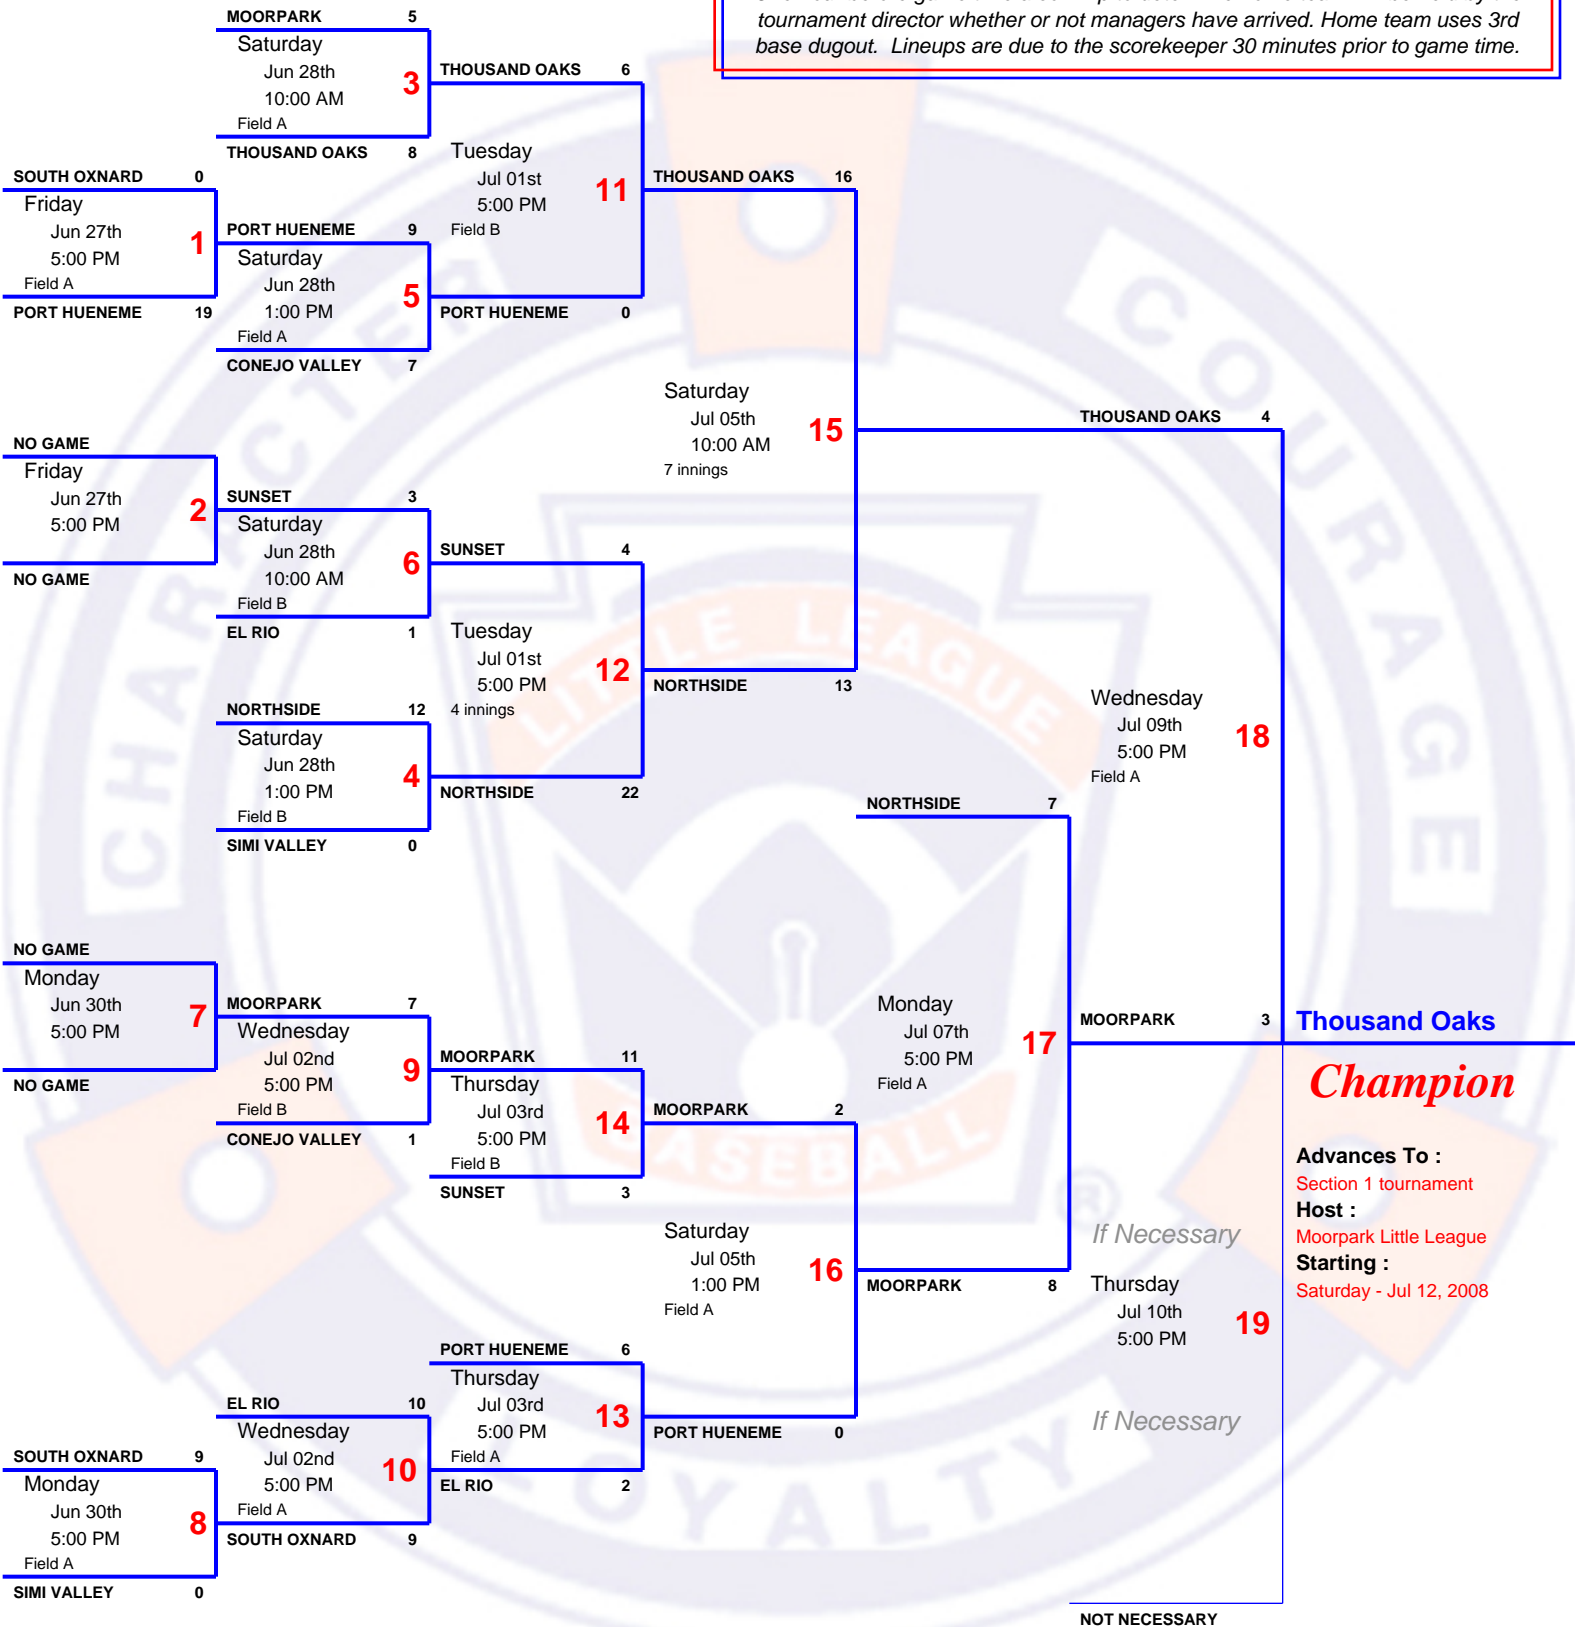 tournament director whether or not managers have arrived. Home team uses 3rd
base dugout.  Lineups are due to the scorekeeper 30 minutes prior to game time.
MOORPARK 5
Saturday
Jun 28th
10:00 AM
Field A
3
THOUSAND OAKS 8
SOUTH OXNARD 0
Friday
Jun 27th
5:00 PM
Field A
1
PORT HUENEME 19
PORT HUENEME 9
Saturday
Jun 28th
1:00 PM
Field A
5
CONEJO VALLEY 7
THOUSAND OAKS 6
Tuesday
Jul 01st
5:00 PM
Field B
11
PORT HUENEME 0
NO GAME
Friday
Jun 27th
5:00 PM
2
NO GAME
SUNSET 3
Saturday
Jun 28th
10:00 AM
Field B
6
EL RIO 1
NORTHSIDE 12
Saturday
Jun 28th
1:00 PM
Field B
4
SIMI VALLEY 0
SUNSET 4
Tuesday
Jul 01st
5:00 PM
4 innings
12
NORTHSIDE 22
THOUSAND OAKS 16
Saturday
Jul 05th
10:00 AM
7 innings
15
NORTHSIDE 13
NO GAME
Monday
Jun 30th
5:00 PM
7
NO GAME
MOORPARK 7
Wednesday
Jul 02nd
5:00 PM
Field B
9
CONEJO VALLEY 1
MOORPARK 11
Thursday
Jul 03rd
5:00 PM
Field B
14
SUNSET 3
SOUTH OXNARD 9
Monday
Jun 30th
5:00 PM
Field A
8
SIMI VALLEY 0
EL RIO 10
Wednesday
Jul 02nd
5:00 PM
Field A
10
SOUTH OXNARD 9
PORT HUENEME 6
Thursday
Jul 03rd
5:00 PM
Field A
13
EL RIO 2
MOORPARK 2
Saturday
Jul 05th
1:00 PM
Field A
16
PORT HUENEME 0
NORTHSIDE 7
Monday
Jul 07th
5:00 PM
Field A
17
MOORPARK 8
THOUSAND OAKS 4
Wednesday
Jul 09th
5:00 PM
Field A
18
MOORPARK 3
If Necessary
Thursday
Jul 10th
5:00 PM
19
If Necessary
NOT NECESSARY
Thousand Oaks
Champion
Advances To :
Section 1 tournament
Host :
Moorpark Little League
Starting :
Saturday - Jul 12, 2008
CHARACTER
COURAGE
LOYALTY
LITTLE LEAGUE
BASEBALL
®